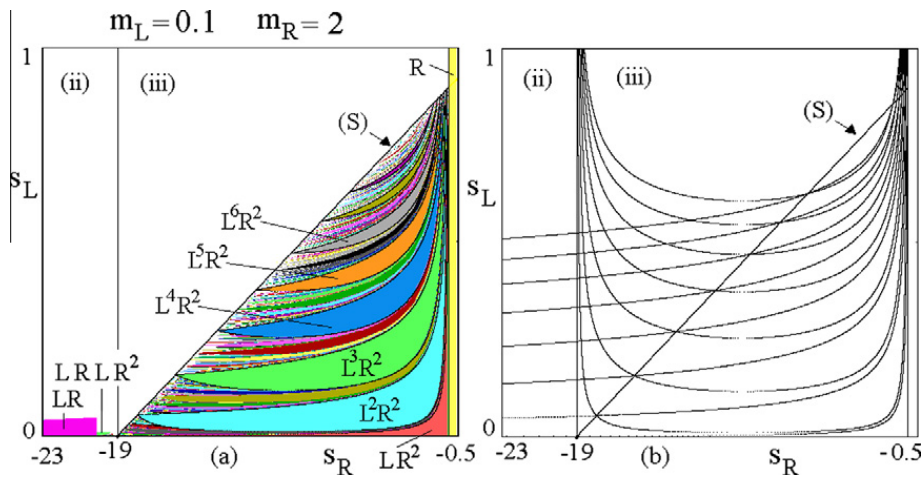 m_L = 0.1 m_R = 2
1
(ii)
(iii)
R
(S)
s_L
L^6R^2
L^5R^2
L^4R^2
L^3R^2
L^2R^2
LR^2
L R
LR
L R^2
0
-23
-19
(a)
s_R
-0.5
1
(ii)
(iii)
(S)
s_L
0
-23
-19
(b)
s_R
-0.5